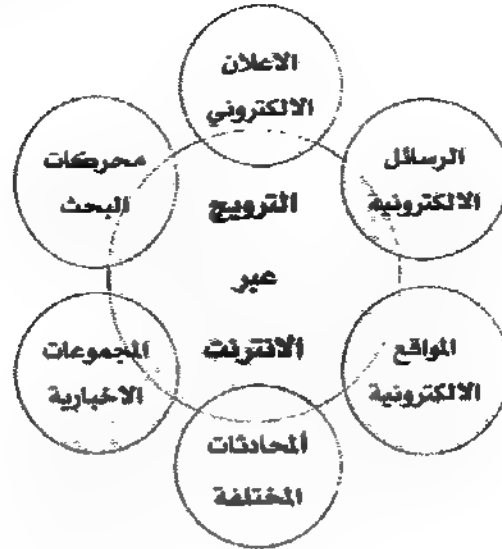 الاعلان
الالكتروني
الرسائل
الالكترونية
محركات
البحث
الترويج
عبر
الانترنت
المواقع
الالكترونية
المجموعات
الاخبارية
المحادثات
المختلفة